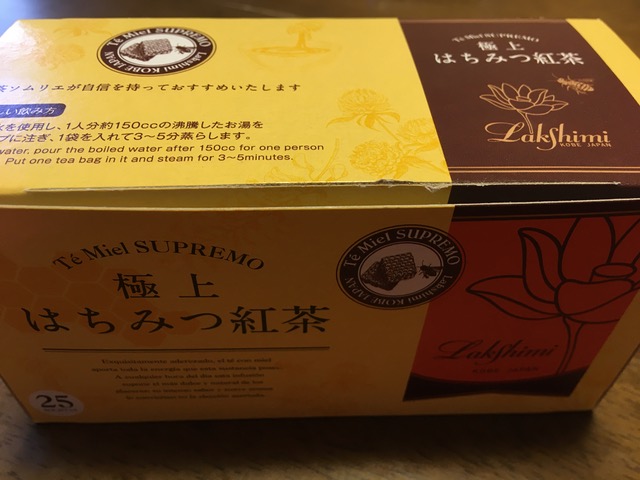 Té Miel SUPREMO
Lakshimi KOBE JAPAN
茶ソムリエが自信を持っておすすめいたします
しい飲み方
を使用し、1人分約150ccの沸騰したお湯を
プに注ぎ、1袋を入れて3～5分蒸らします。
water, pour the boiled water after 150cc for one person
Put one tea bag in it and steam for 3~5minutes.
Té Miel SUPREMO
極上
はちみつ紅茶
Lakshimi
KOBE JAPAN
Té Miel SUPREMO
極上
はちみつ紅茶
25
Té Miel SUPREMO
Lakshimi KOBE JAPAN
Lakshimi
KOBE JAPAN